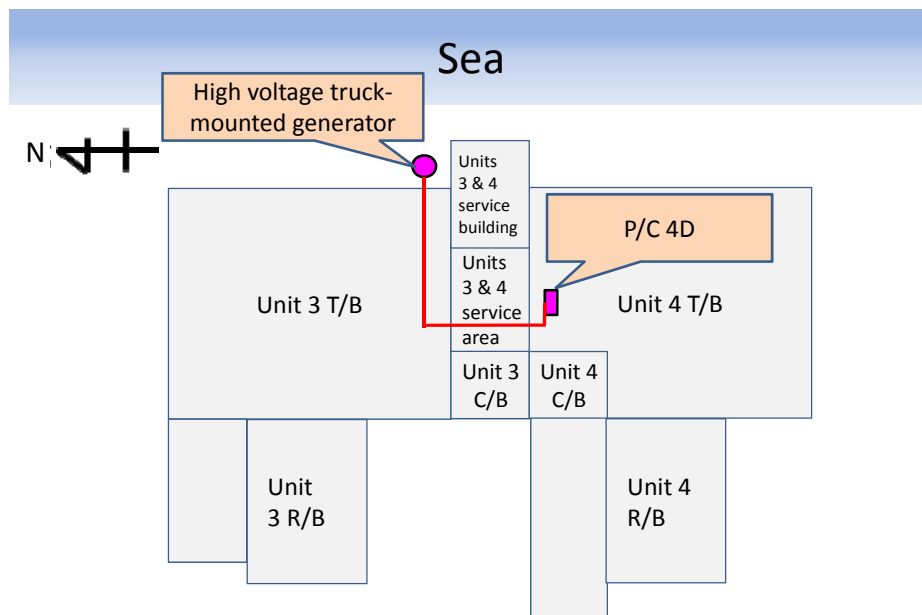 Sea
High voltage truck-
mounted generator
N
Units
3 & 4
service
building
P/C 4D
Unit 3 T/B
Units
3 & 4
service
area
Unit 4 T/B
Unit 3
C/B
Unit 4
C/B
Unit
3 R/B
Unit 4
R/B